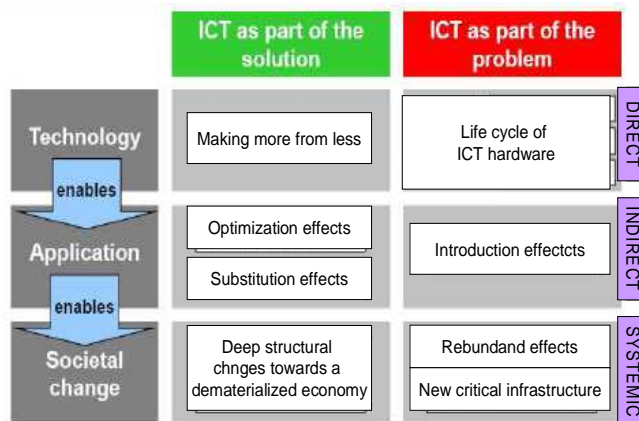 ICT as part of the
solution
ICT as part of the
problem
Technology
Making more from less
Life cycle of
ICT hardware
DIRECT
enables
Application
Optimization effects
Substitution effects
Introduction effectcts
INDIRECT
enables
Societal
change
Deep structural
chnges towards a
dematerialized economy
Rebundand effects
New critical infrastructure
SYSTEMIC